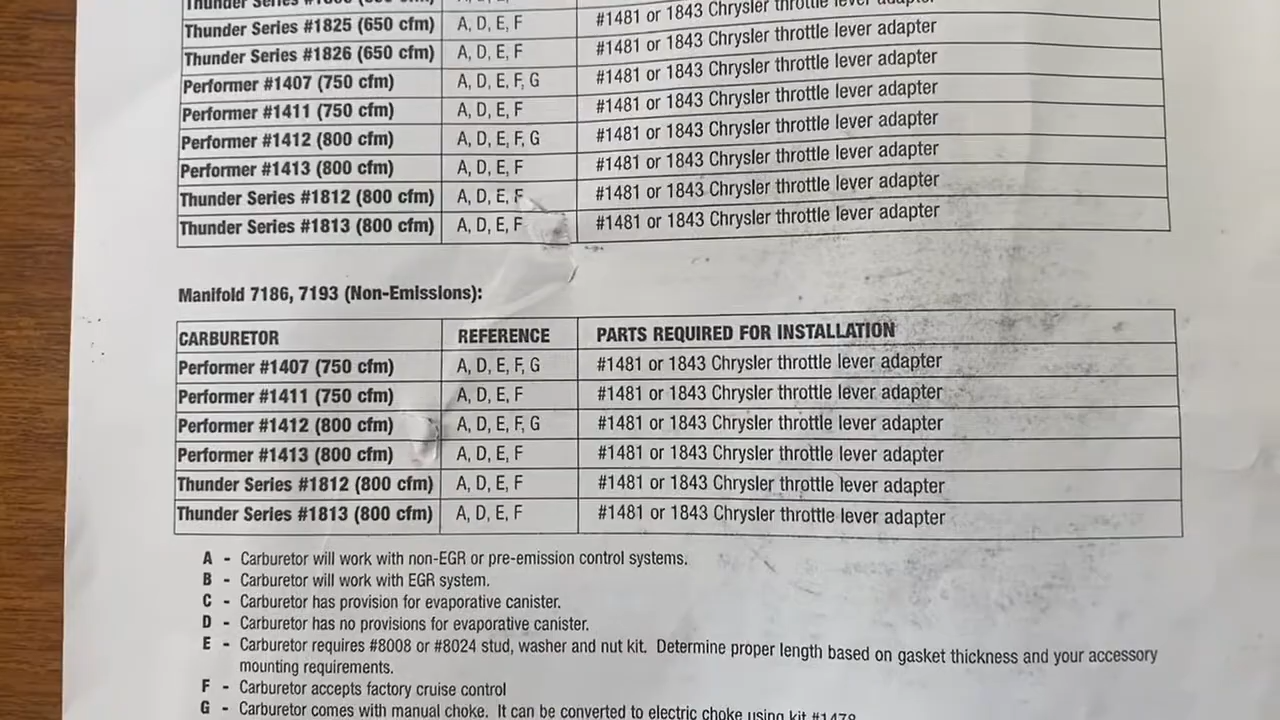 Thunder Series
Thunder Series #1825 (650 cfm) A, D, E, F #1481 or 1843 Chrysler throttle lever
Thunder Series #1826 (650 cfm) A, D, E, F #1481 or 1843 Chrysler throttle lever adapter
Performer #1407 (750 cfm) A, D, E, F, G #1481 or 1843 Chrysler throttle lever adapter
Performer #1411 (750 cfm) A, D, E, F #1481 or 1843 Chrysler throttle lever adapter
Performer #1412 (800 cfm) A, D, E, F, G #1481 or 1843 Chrysler throttle lever adapter
Performer #1413 (800 cfm) A, D, E, F #1481 or 1843 Chrysler throttle lever adapter
Thunder Series #1812 (800 cfm) A, D, E, F #1481 or 1843 Chrysler throttle lever adapter
Thunder Series #1813 (800 cfm) A, D, E, F #1481 or 1843 Chrysler throttle lever adapter
Manifold 7186, 7193 (Non-Emissions):
CARBURETOR REFERENCE PARTS REQUIRED FOR INSTALLATION
Performer #1407 (750 cfm) A, D, E, F, G #1481 or 1843 Chrysler throttle lever adapter
Performer #1411 (750 cfm) A, D, E, F #1481 or 1843 Chrysler throttle lever adapter
Performer #1412 (800 cfm) A, D, E, F, G #1481 or 1843 Chrysler throttle lever adapter
Performer #1413 (800 cfm) A, D, E, F #1481 or 1843 Chrysler throttle lever adapter
Thunder Series #1812 (800 cfm) A, D, E, F #1481 or 1843 Chrysler throttle lever adapter
Thunder Series #1813 (800 cfm) A, D, E, F #1481 or 1843 Chrysler throttle lever adapter
A - Carburetor will work with non-EGR or pre-emission control systems.
B - Carburetor will work with EGR system.
C - Carburetor has provision for evaporative canister.
D - Carburetor has no provisions for evaporative canister.
E - Carburetor requires #8008 or #8024 stud, washer and nut kit. Determine proper length based on gasket thickness and your accessory
mounting requirements.
F - Carburetor accepts factory cruise control
G - Carburetor comes with manual choke. It can be converted to electric choke using kit #1478